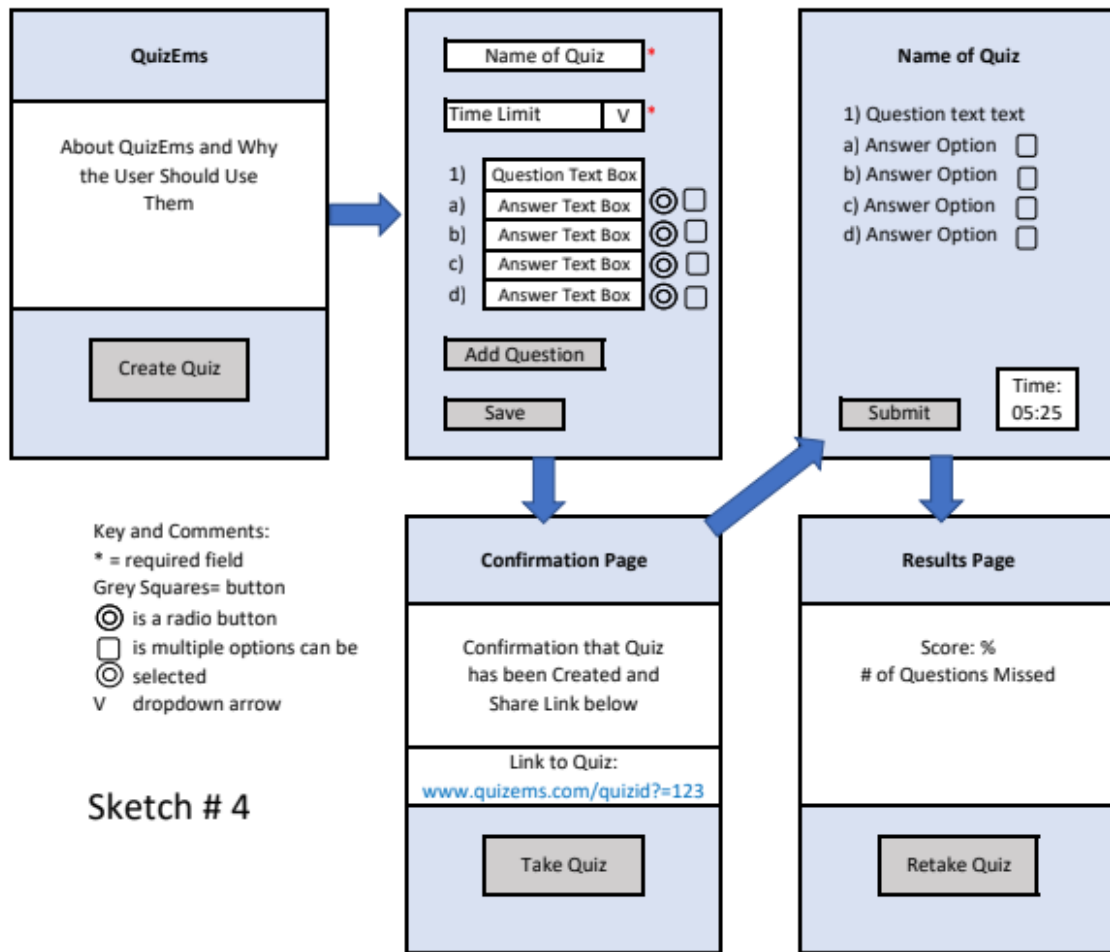 QuizEms
About QuizEms and Why
the User Should Use
Them
Create Quiz
Name of Quiz *
Time Limit V *
1) Question Text Box
a) Answer Text Box
b) Answer Text Box
c) Answer Text Box
d) Answer Text Box
Add Question
Save
Name of Quiz
1) Question text text
a) Answer Option
b) Answer Option
c) Answer Option
d) Answer Option
Submit
Time:
05:25
Key and Comments:
* = required field
Grey Squares= button
is a radio button
is multiple options can be
selected
V dropdown arrow
Sketch # 4
Confirmation Page
Confirmation that Quiz
has been Created and
Share Link below
Link to Quiz:
www.quizems.com/quizid?=123
Take Quiz
Results Page
Score: %
# of Questions Missed
Retake Quiz